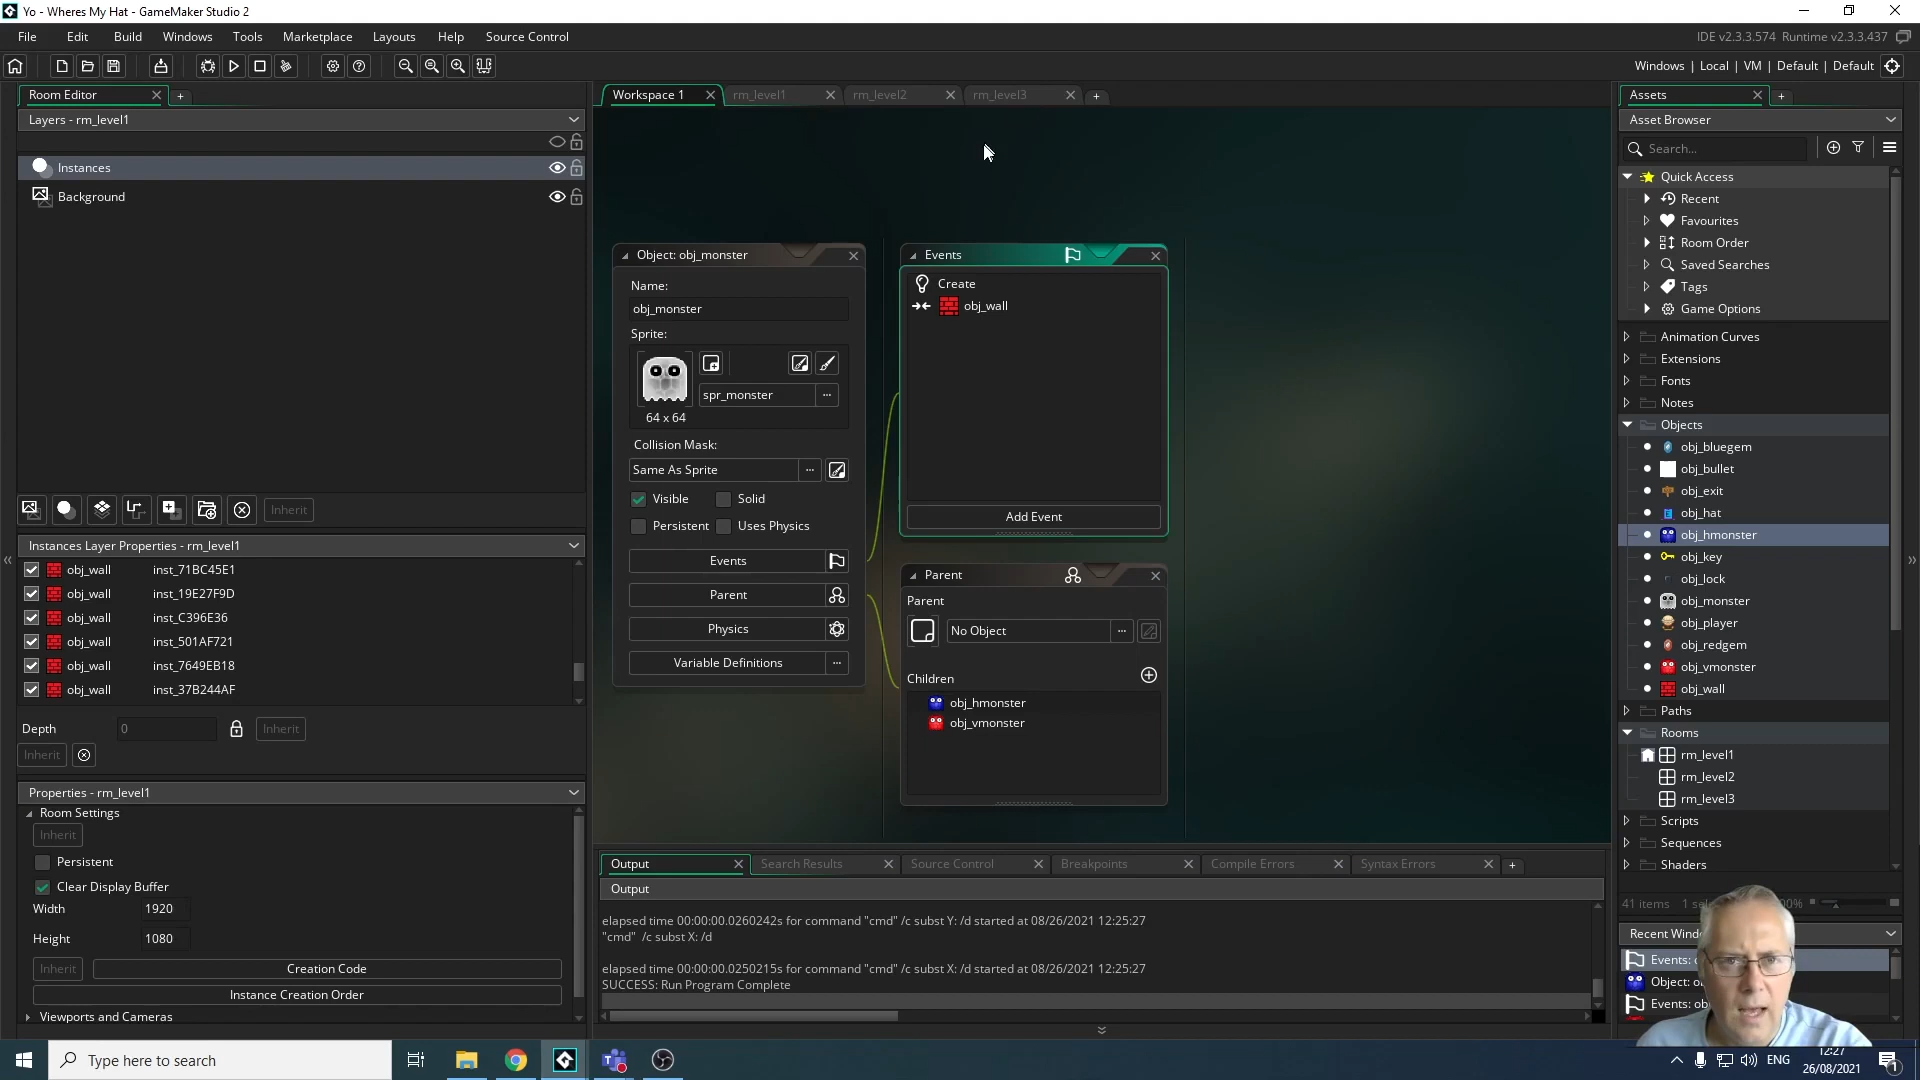 Yo - Wheres My Hat - GameMaker Studio 2
File Edit Build Windows Tools Marketplace Layouts Help Source Control
IDE v2.3.3.574 Runtime v2.3.3.437
Windows | Local | VM | Default | Default
Room Editor
Layers - rm_level1
Instances
Background
Inherit
Instances Layer Properties - rm_level1
obj_wall inst_71BC45E1
obj_wall inst_19E27F9D
obj_wall inst_C396E36
obj_wall inst_501AF721
obj_wall inst_7649EB18
obj_wall inst_37B244AF
Depth 0 Inherit
Inherit
Properties - rm_level1
Room Settings
Inherit
Persistent
Clear Display Buffer
Width 1920
Height 1080
Inherit Creation Code
Instance Creation Order
Viewports and Cameras
Workspace 1 rm_level1 rm_level2 rm_level3
Object: obj_monster
Name:
obj_monster
Sprite:
spr_monster
64 x 64
Collision Mask:
Same As Sprite
Visible Solid
Persistent Uses Physics
Events
Parent
Physics
Variable Definitions
Events
Create
obj_wall
Add Event
Parent
Parent
No Object
Children
obj_hmonster
obj_vmonster
Output Search Results Source Control Breakpoints Compile Errors Syntax Errors
Output
elapsed time 00:00:00.0260242s for command "cmd" /c subst Y: /d started at 08/26/2021 12:25:27
"cmd" /c subst X: /d
elapsed time 00:00:00.0250215s for command "cmd" /c subst X: /d started at 08/26/2021 12:25:27
SUCCESS: Run Program Complete
Assets
Asset Browser
Search...
Quick Access
Recent
Favourites
Room Order
Saved Searches
Tags
Game Options
Animation Curves
Extensions
Fonts
Notes
Objects
obj_bluegem
obj_bullet
obj_exit
obj_hat
obj_hmonster
obj_key
obj_lock
obj_monster
obj_player
obj_redgem
obj_vmonster
obj_wall
Paths
Rooms
rm_level1
rm_level2
rm_level3
Scripts
Sequences
Shaders
41 items 1
Recent
Events:
Object:
Events:
Type here to search
ENG
12:27
26/08/2021
1